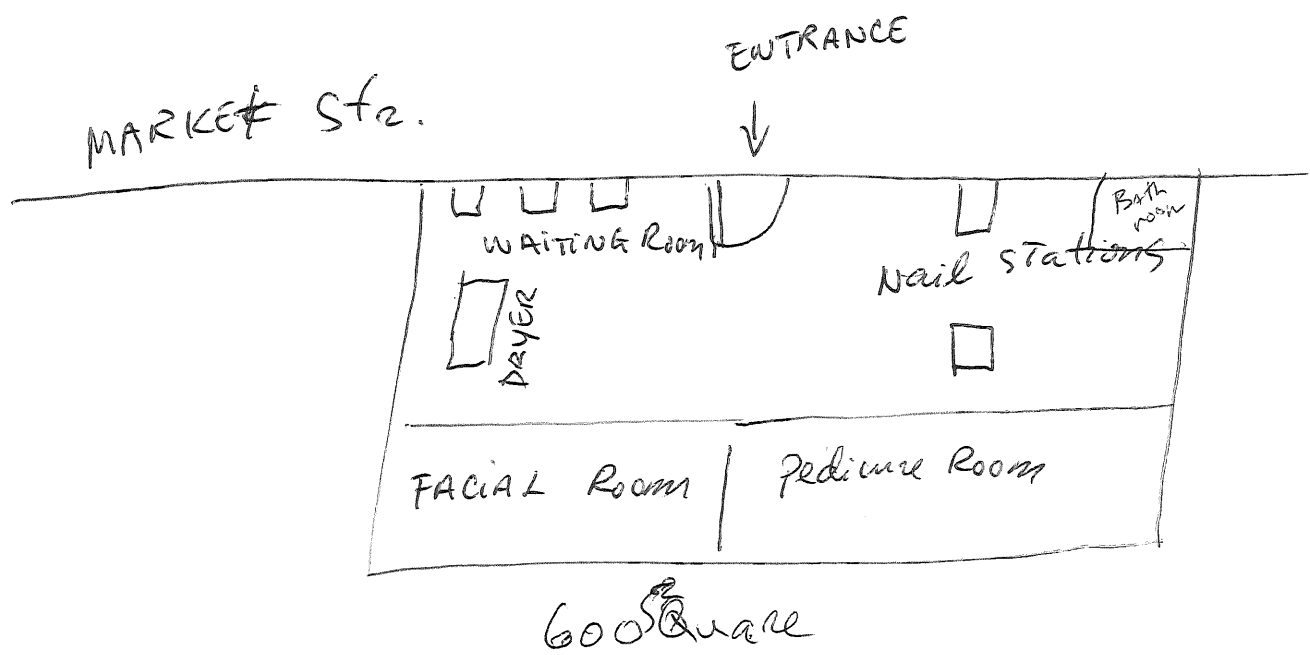 ENTRANCE
MARKET Str.
Bath
room
WAITING Room
Nail Stations
DRYER
FACIAL Room
Pedicure Room
600 SQuare